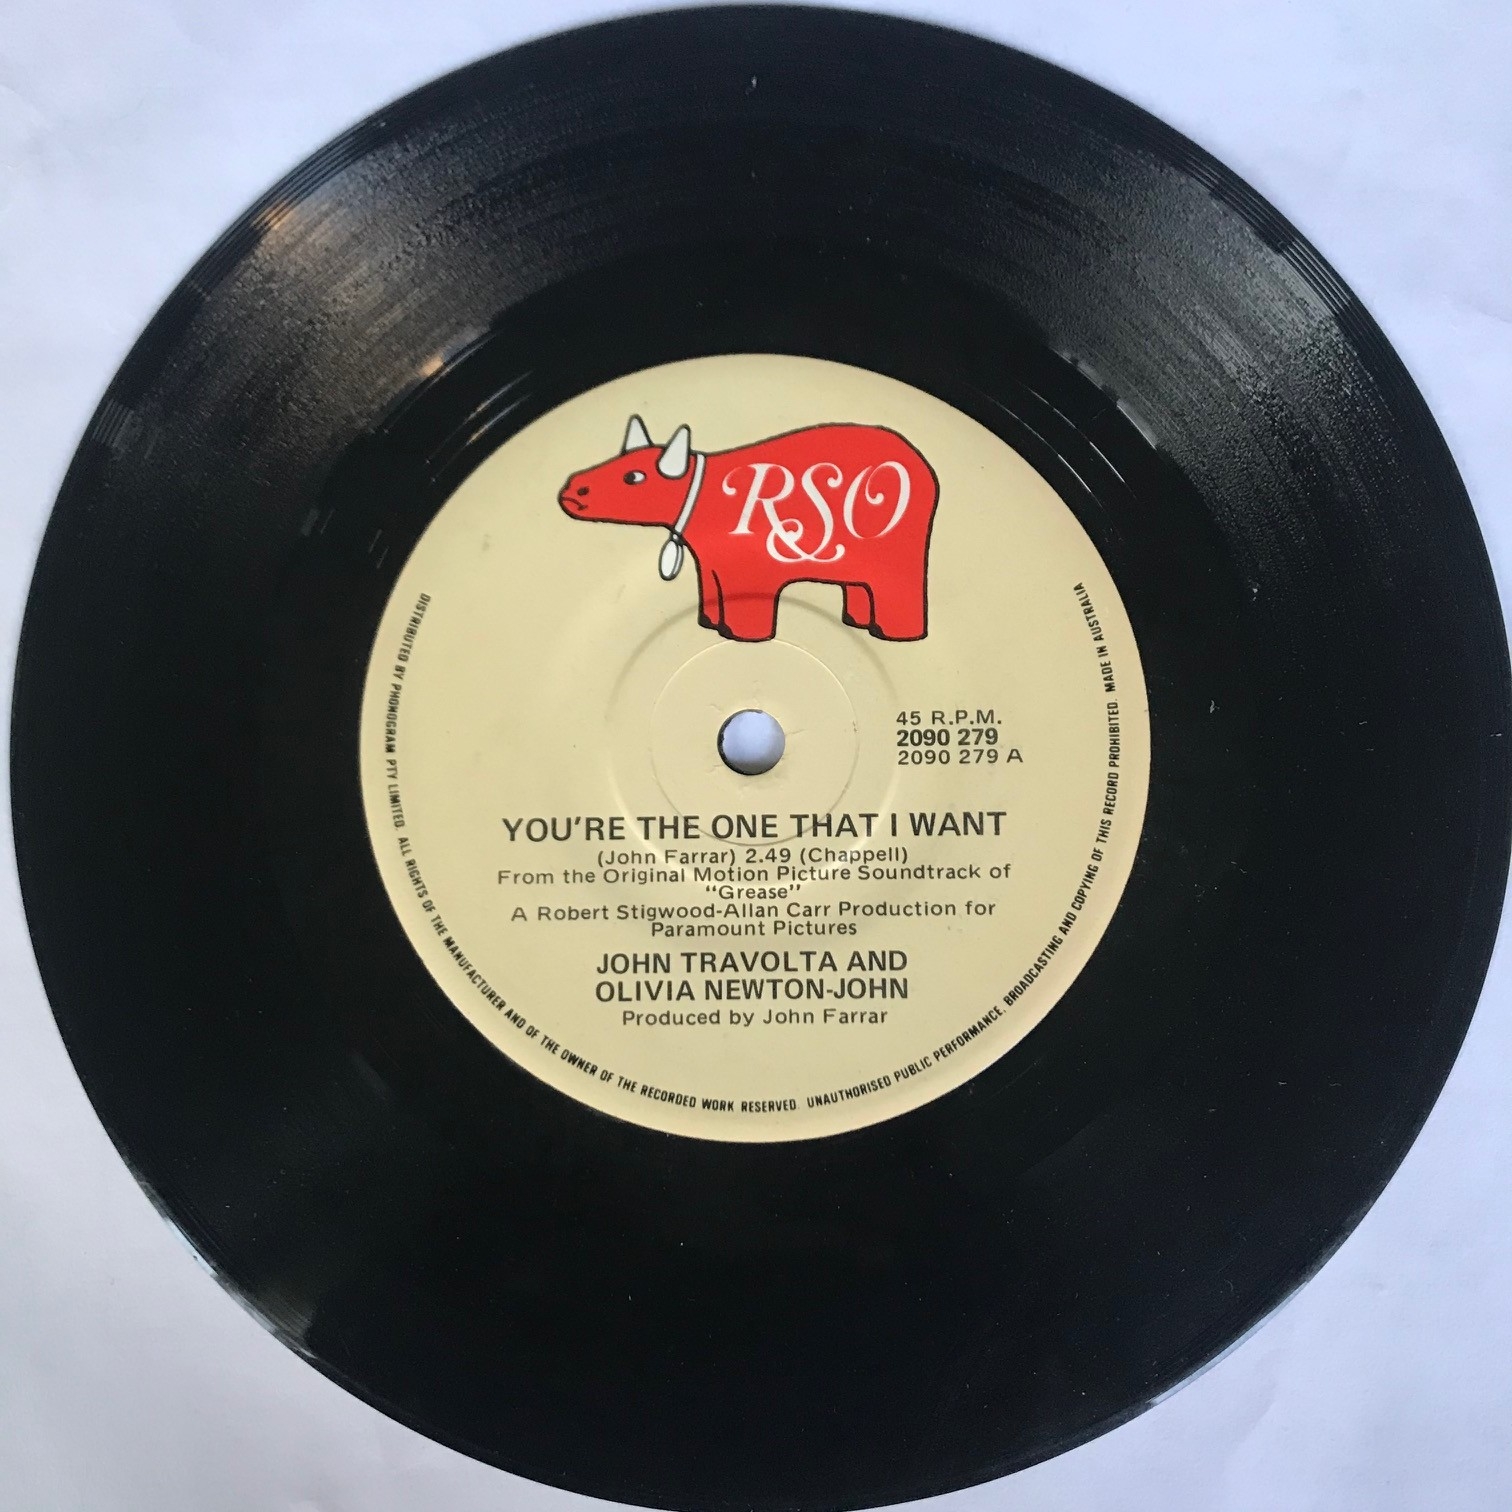 RSO
45 R.P.M.
2090 279
2090 279 A
YOU'RE THE ONE THAT I WANT
(John Farrar) 2.49 (Chappell)
From the Original Motion Picture Soundtrack of
"Grease"
A Robert Stigwood-Allan Carr Production for
Paramount Pictures
JOHN TRAVOLTA AND
OLIVIA NEWTON-JOHN
Produced by John Farrar
DISTRIBUTED BY PHONOGRAM PTY LIMITED. ALL RIGHTS OF THE MANUFACTURER AND OF THE OWNER OF THE RECORDED WORK RESERVED. UNAUTHORISED PUBLIC PERFORMANCE, BROADCASTING AND COPYING OF THIS RECORD PROHIBITED. MADE IN AUSTRALIA